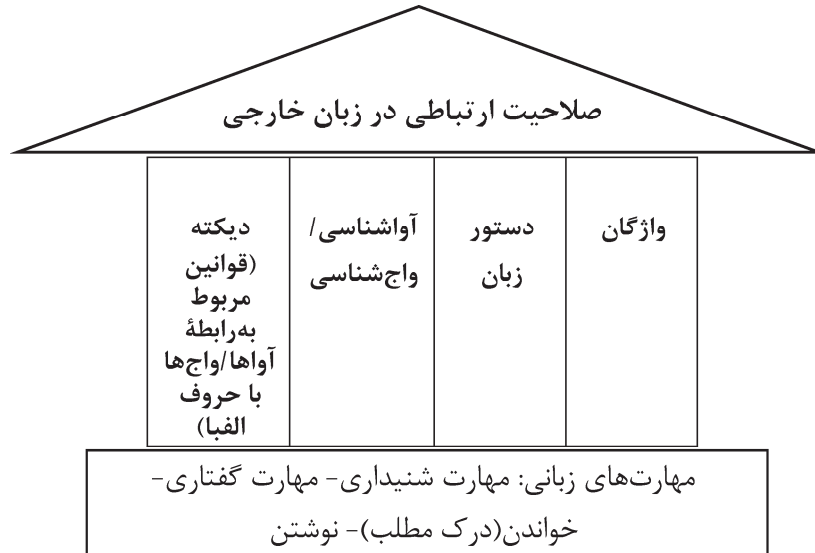 صلاحیت ارتباطی در زبان خارجی
واژگان
دستور
زبان
آواشناسی/
واج‌شناسی
دیکته
(قوانین
مربوط
به‌رابطهٔ
آواها/واج‌ها
با حروف
الفبا)
مهارت‌های زبانی: مهارت شنیداری- مهارت گفتاری-
خواندن(درک مطلب)- نوشتن